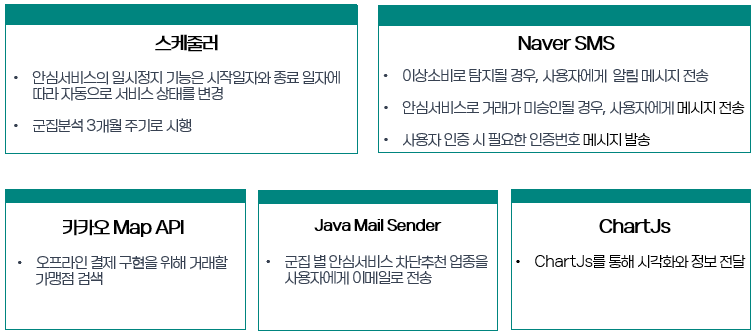 스케줄러
• 안심서비스의 일시정지 기능은 시작일자와 종료 일자에
따라 자동으로 서비스 상태를 변경
• 군집분석 3개월 주기로 시행
Naver SMS
• 이상소비로 탐지될 경우, 사용자에게 알림 메시지 전송
• 안심서비스로 거래가 미승인될 경우, 사용자에게 메시지 전송
• 사용자 인증 시 필요한 인증번호 메시지 발송
카카오 Map API
• 오프라인 결제 구현을 위해 거래할
가맹점 검색
Java Mail Sender
• 군집 별 안심서비스 차단추천 업종을
사용자에게 이메일로 전송
ChartJs
• ChartJs를 통해 시각화와 정보 전달